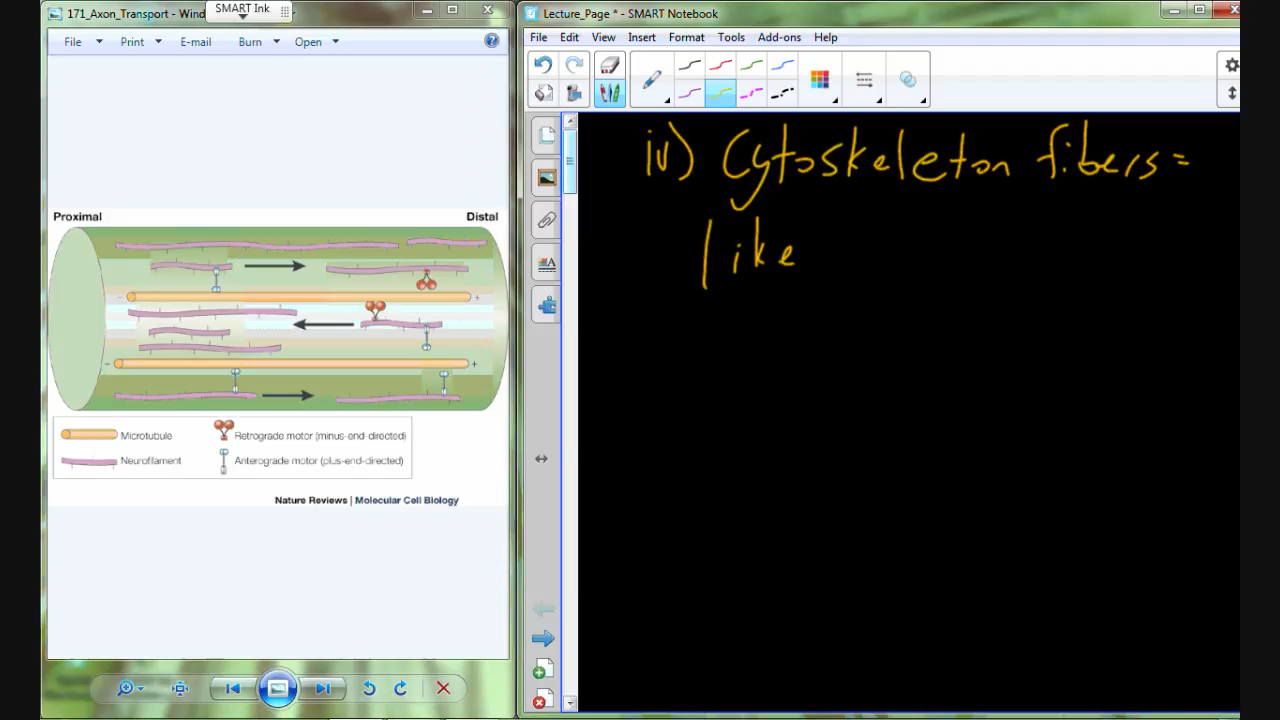 171_Axon_Transport - Wind
SMART Ink
File Print E-mail Burn Open
Proximal Distal
- +
- +
Microtubule Retrograde motor (minus-end-directed)
Neurofilament Anterograde motor (plus-end-directed)
Nature Reviews | Molecular Cell Biology
Lecture_Page * - SMART Notebook
File Edit View Insert Format Tools Add-ons Help
iv) Cytoskeleton fibers=
like